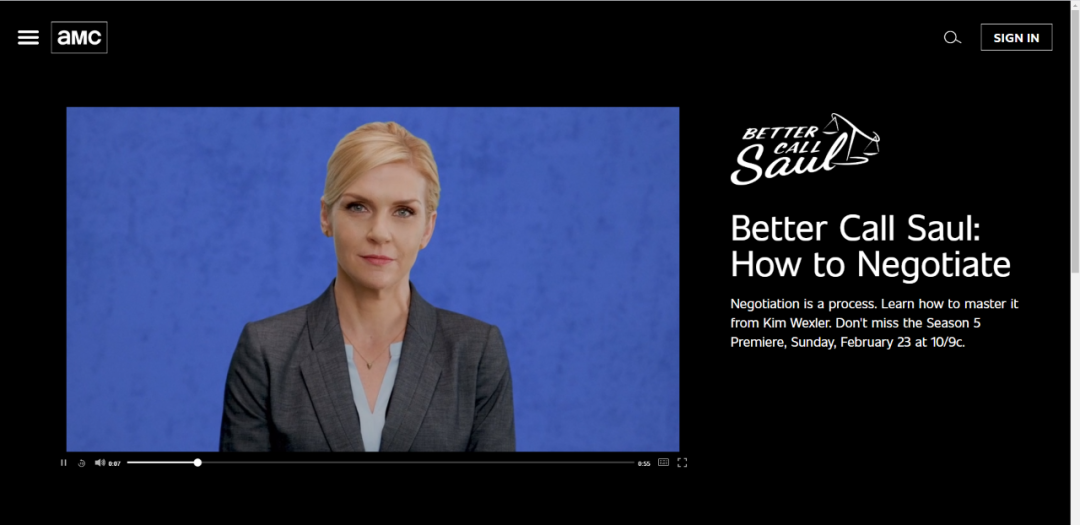 aMC
SIGN IN
BETTER
CALL
Saul
Better Call Saul:
How to Negotiate
Negotiation is a process. Learn how to master it
from Kim Wexler. Don't miss the Season 5
Premiere, Sunday, February 23 at 10/9c.
0:07
0:55